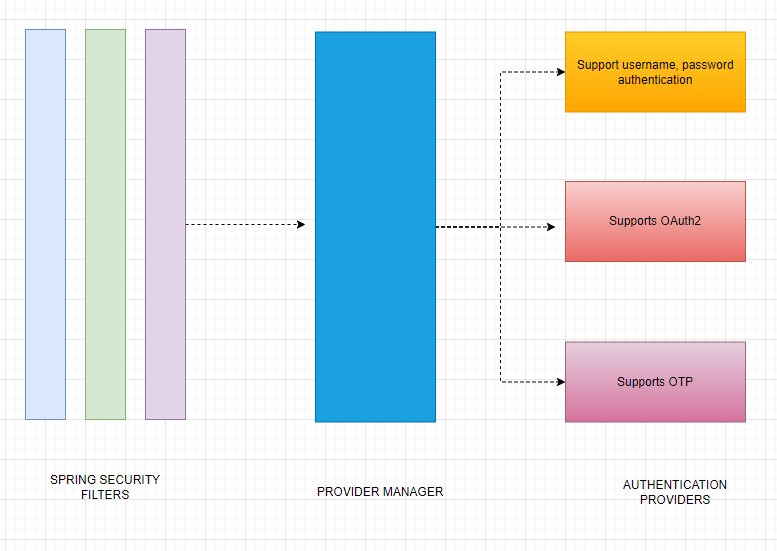 Support username, password
authentication
Supports OAuth2
Supports OTP
SPRING SECURITY
FILTERS
PROVIDER MANAGER
AUTHENTICATION
PROVIDERS